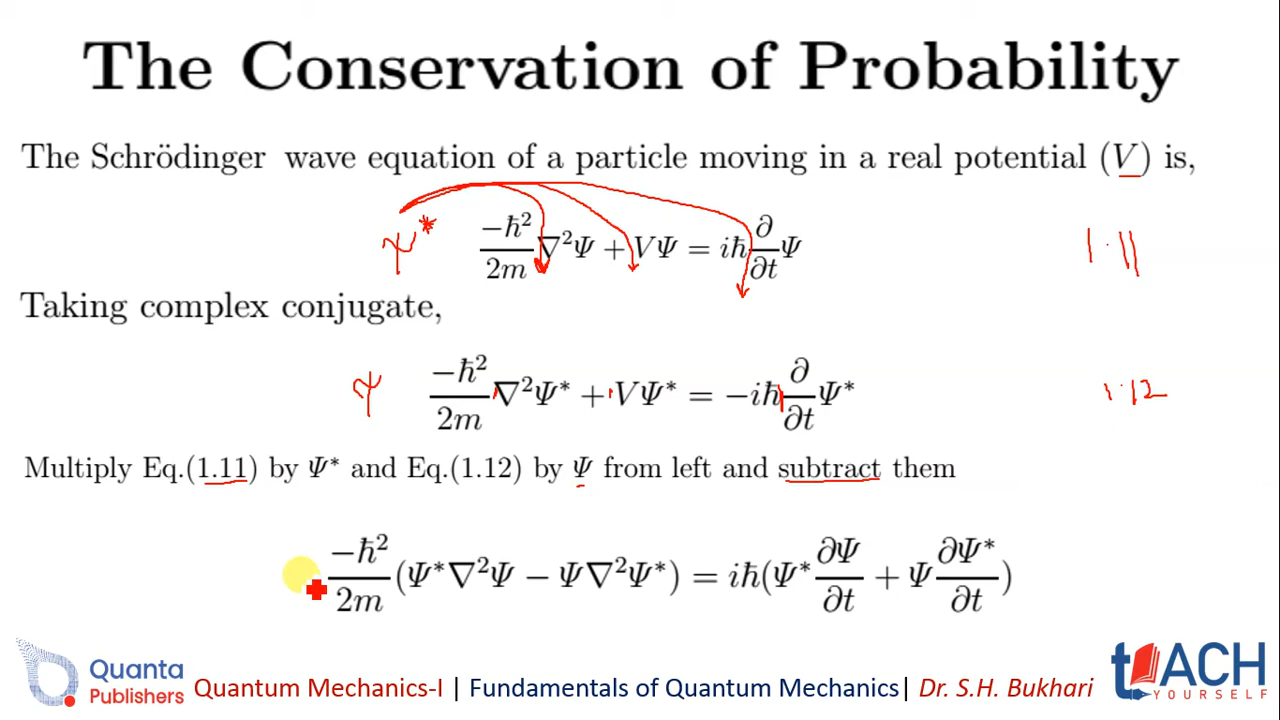 The Conservation of Probability
The Schrödinger wave equation of a particle moving in a real potential (V) is,
ψ* −ℏ²/2m ∇²Ψ + VΨ = iℏ ∂/∂t Ψ 1.11
Taking complex conjugate,
ψ −ℏ²/2m ∇²Ψ* + VΨ* = −iℏ ∂/∂t Ψ* 1.12
Multiply Eq.(1.11) by Ψ* and Eq.(1.12) by Ψ from left and subtract them
−ℏ²/2m (Ψ*∇²Ψ − Ψ∇²Ψ*) = iℏ(Ψ* ∂Ψ/∂t + Ψ ∂Ψ*/∂t)
Quanta
Publishers
Quantum Mechanics-I | Fundamentals of Quantum Mechanics| Dr. S.H. Bukhari
tEACH
YOURSELF